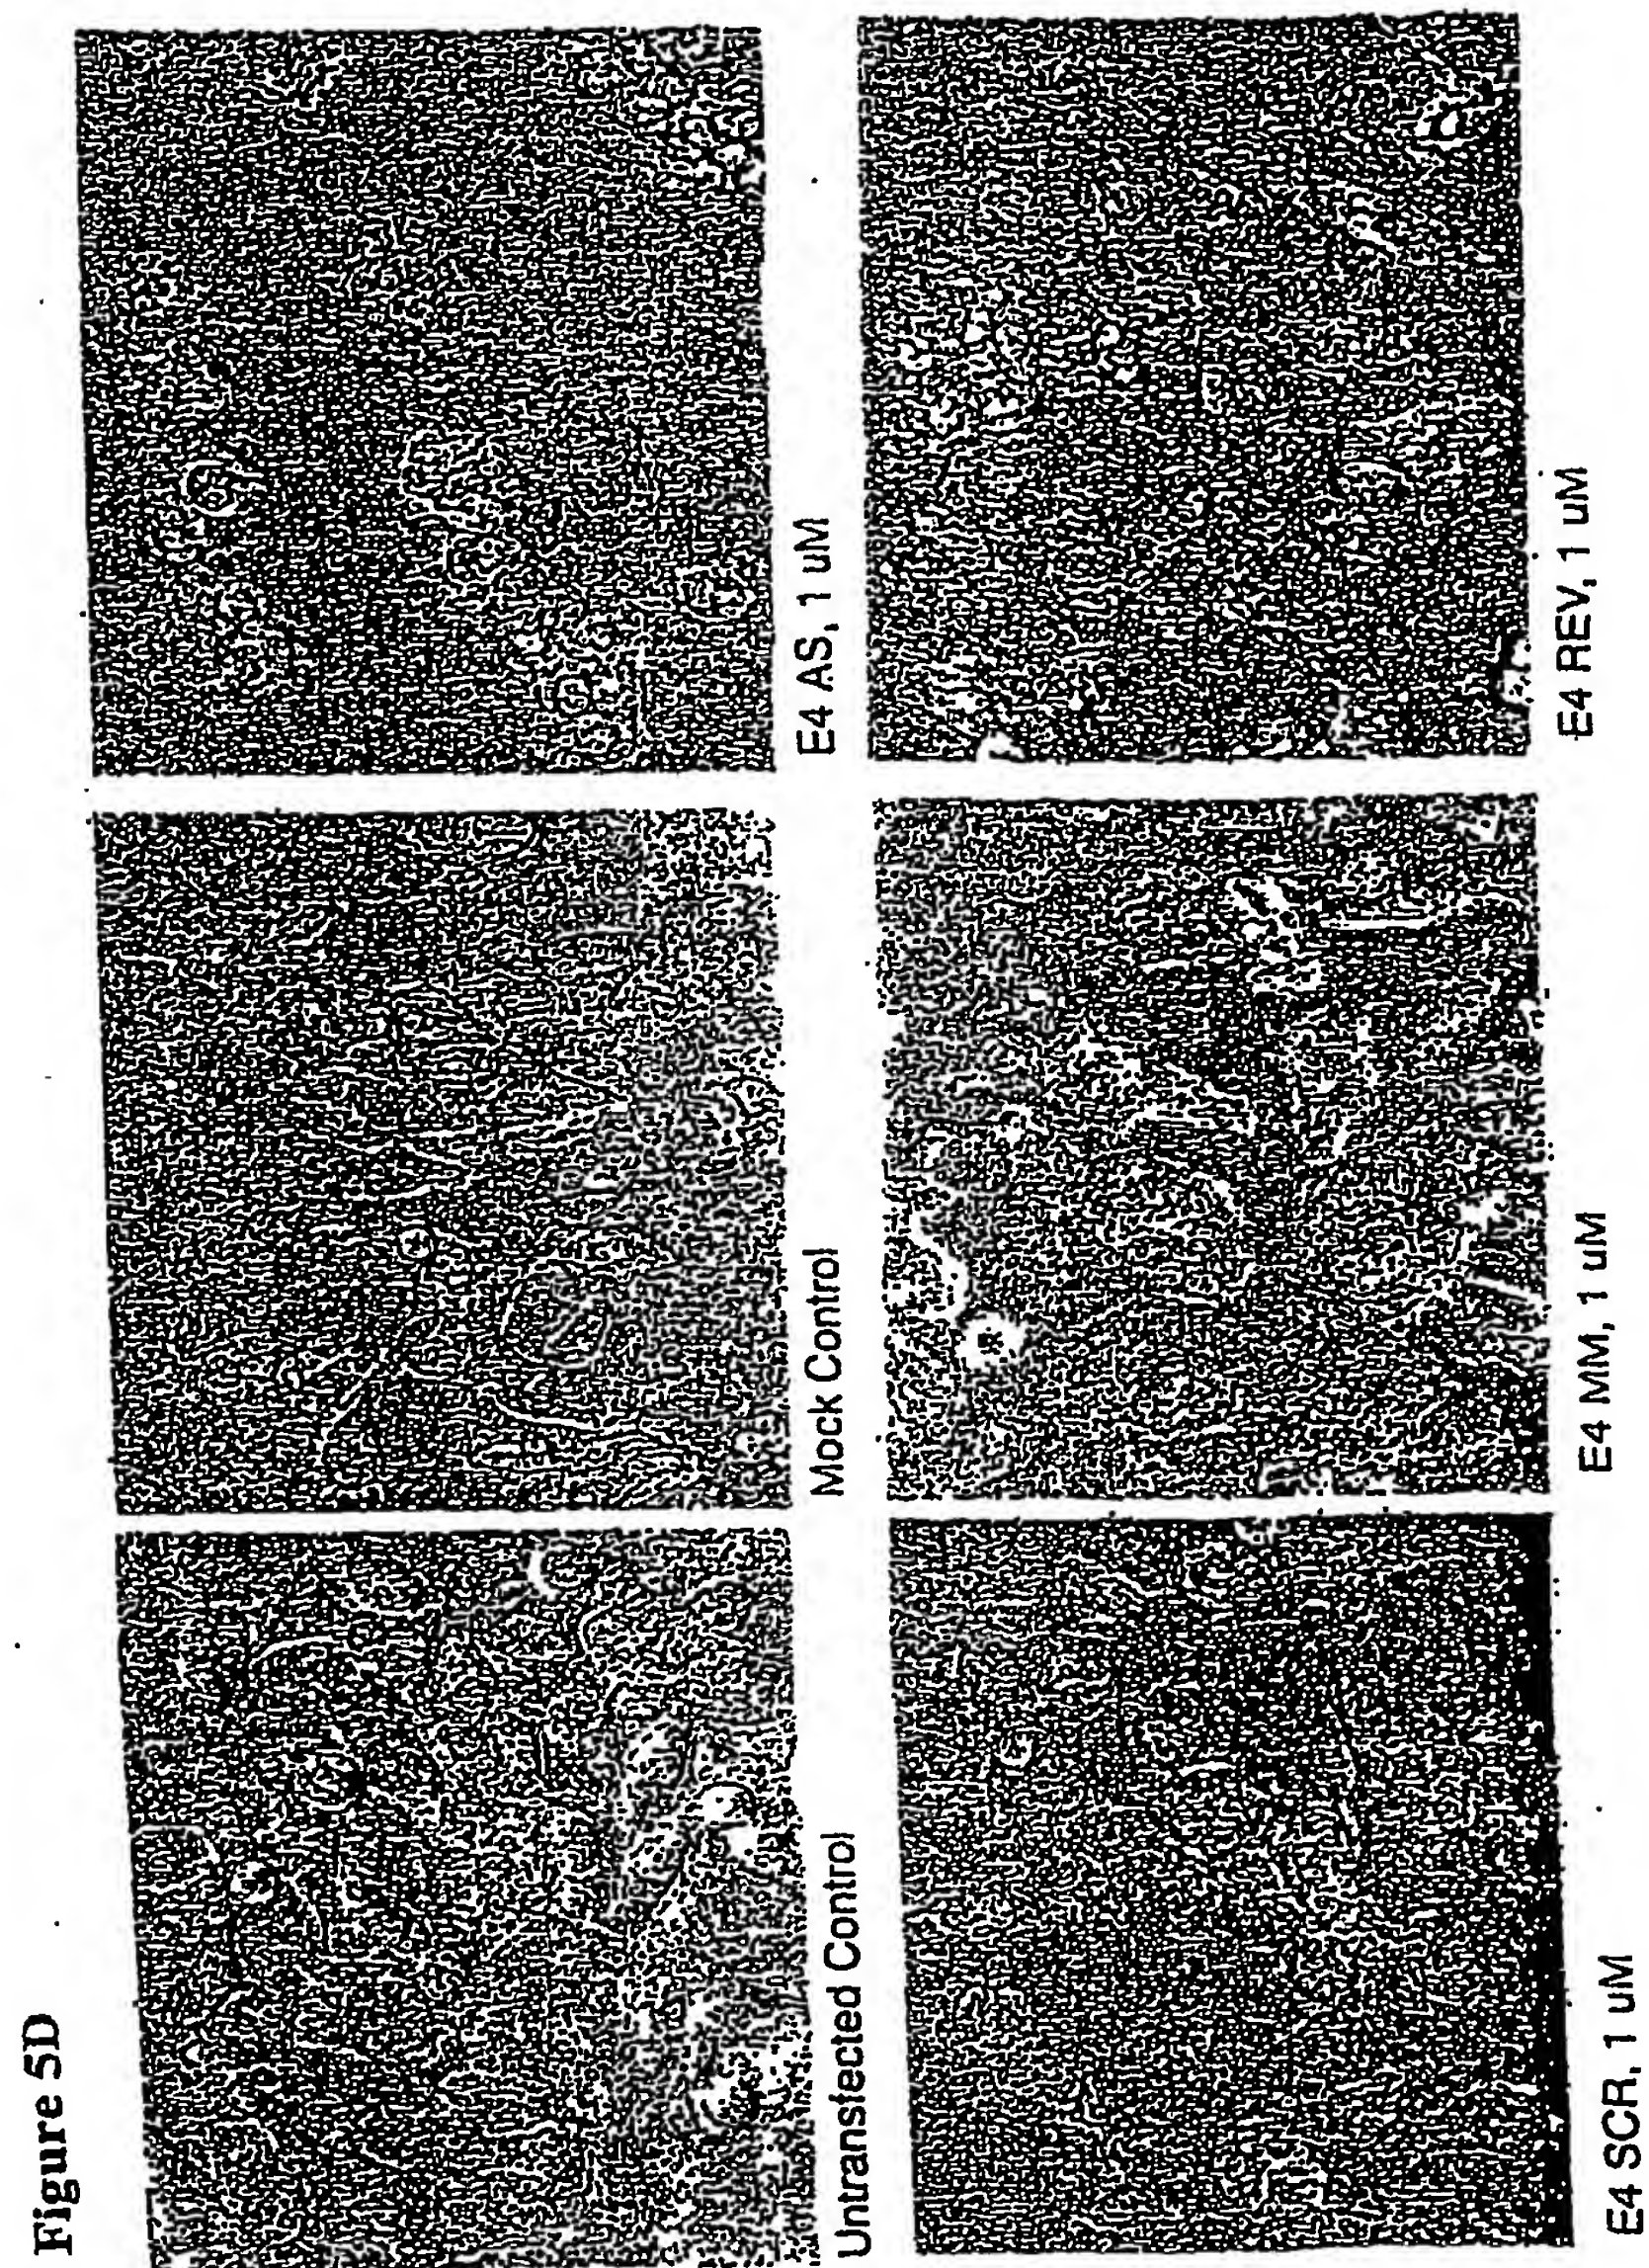 Figure 5D
Untransfected Control
Mock Control
E4 AS, 1 uM
E4 SCR, 1 uM
E4 MM, 1 uM
E4 REV, 1 uM